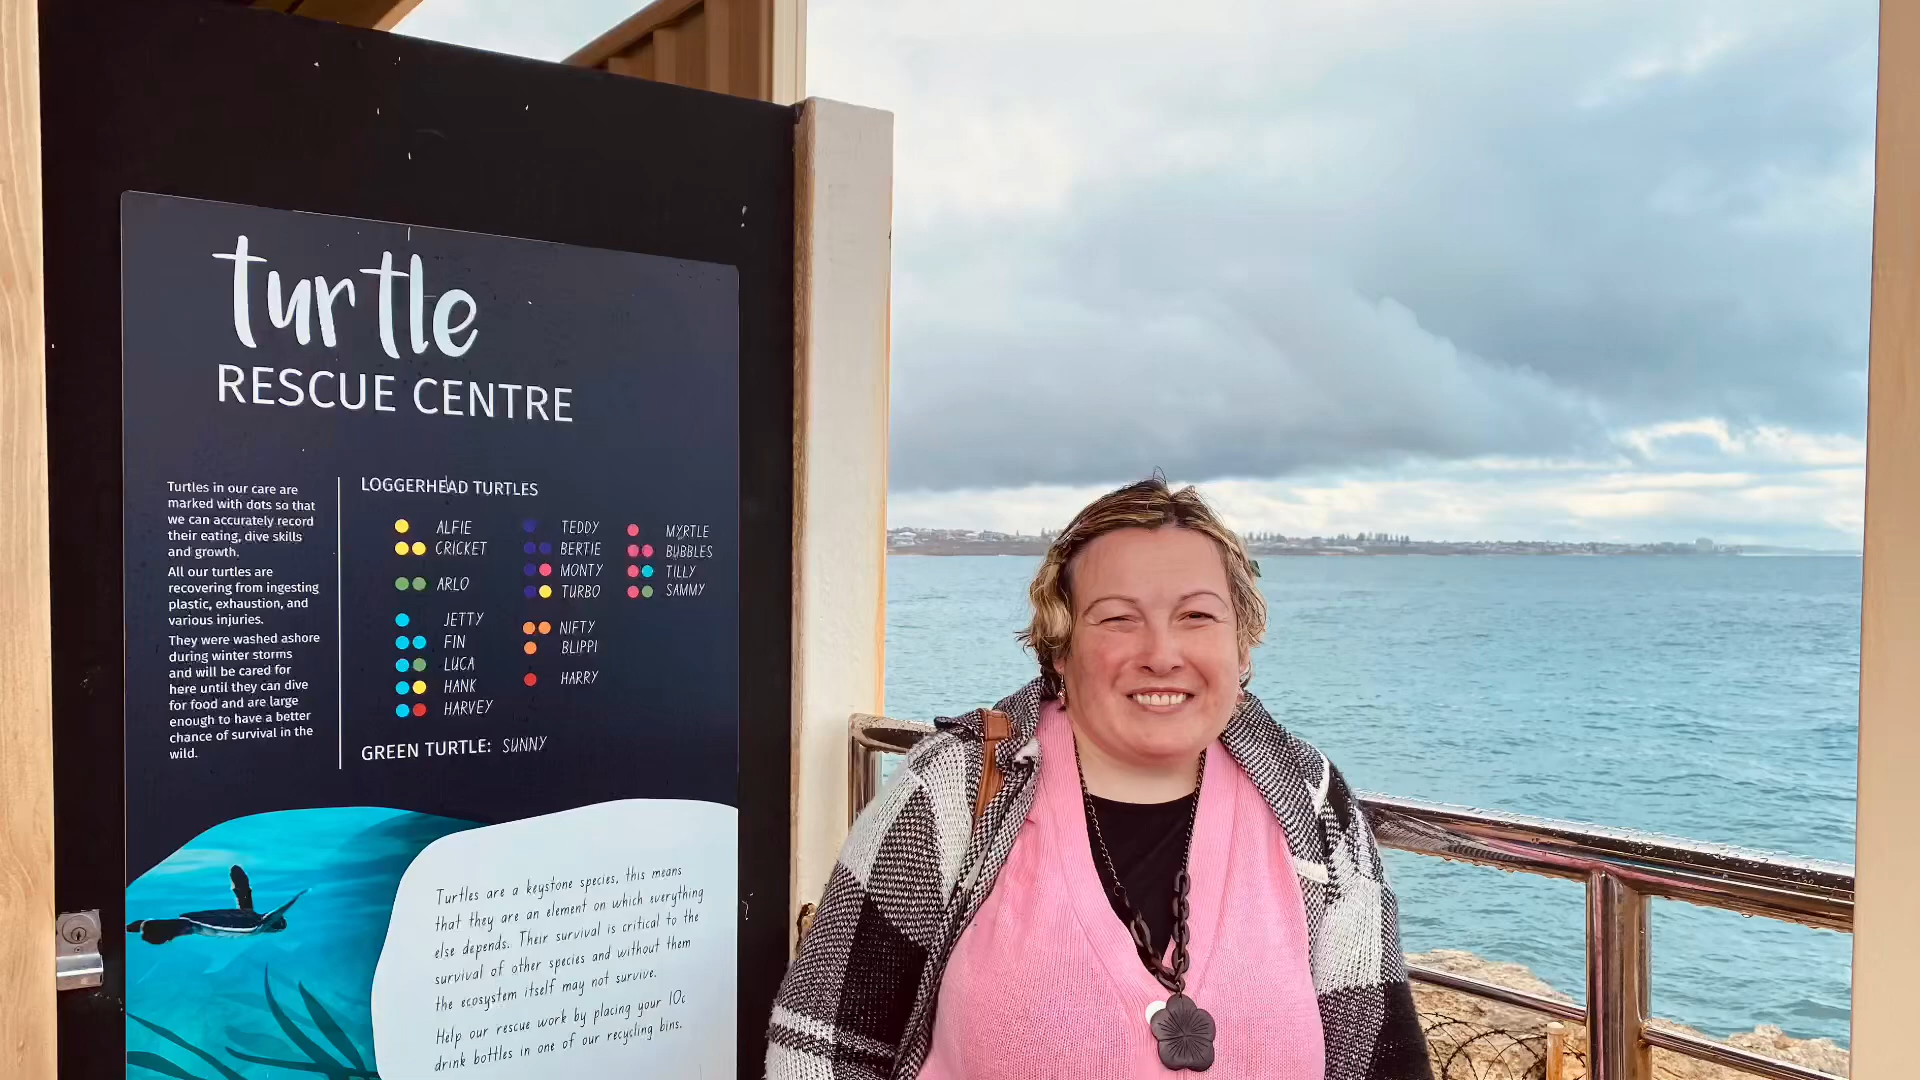 turtle
RESCUE CENTRE
Turtles in our care are
marked with dots so that
we can accurately record
their eating, dive skills
and growth.
All our turtles are
recovering from ingesting
plastic, exhaustion, and
various injuries.
They were washed ashore
during winter storms
and will be cared for
here until they can dive
for food and are large
enough to have a better
chance of survival in the
wild.
LOGGERHEAD TURTLES
ALFIE
CRICKET
ARLO
JETTY
FIN
LUCA
HANK
HARVEY
TEDDY
BERTIE
MONTY
TURBO
NIFTY
BLIPPI
HARRY
MYRTLE
BUBBLES
TILLY
SAMMY
GREEN TURTLE: SUNNY
Turtles are a keystone species, this means
that they are an element on which everything
else depends. Their survival is critical to the
survival of other species and without them
the ecosystem itself may not survive.
Help our rescue work by placing your 10c
drink bottles in one of our recycling bins.